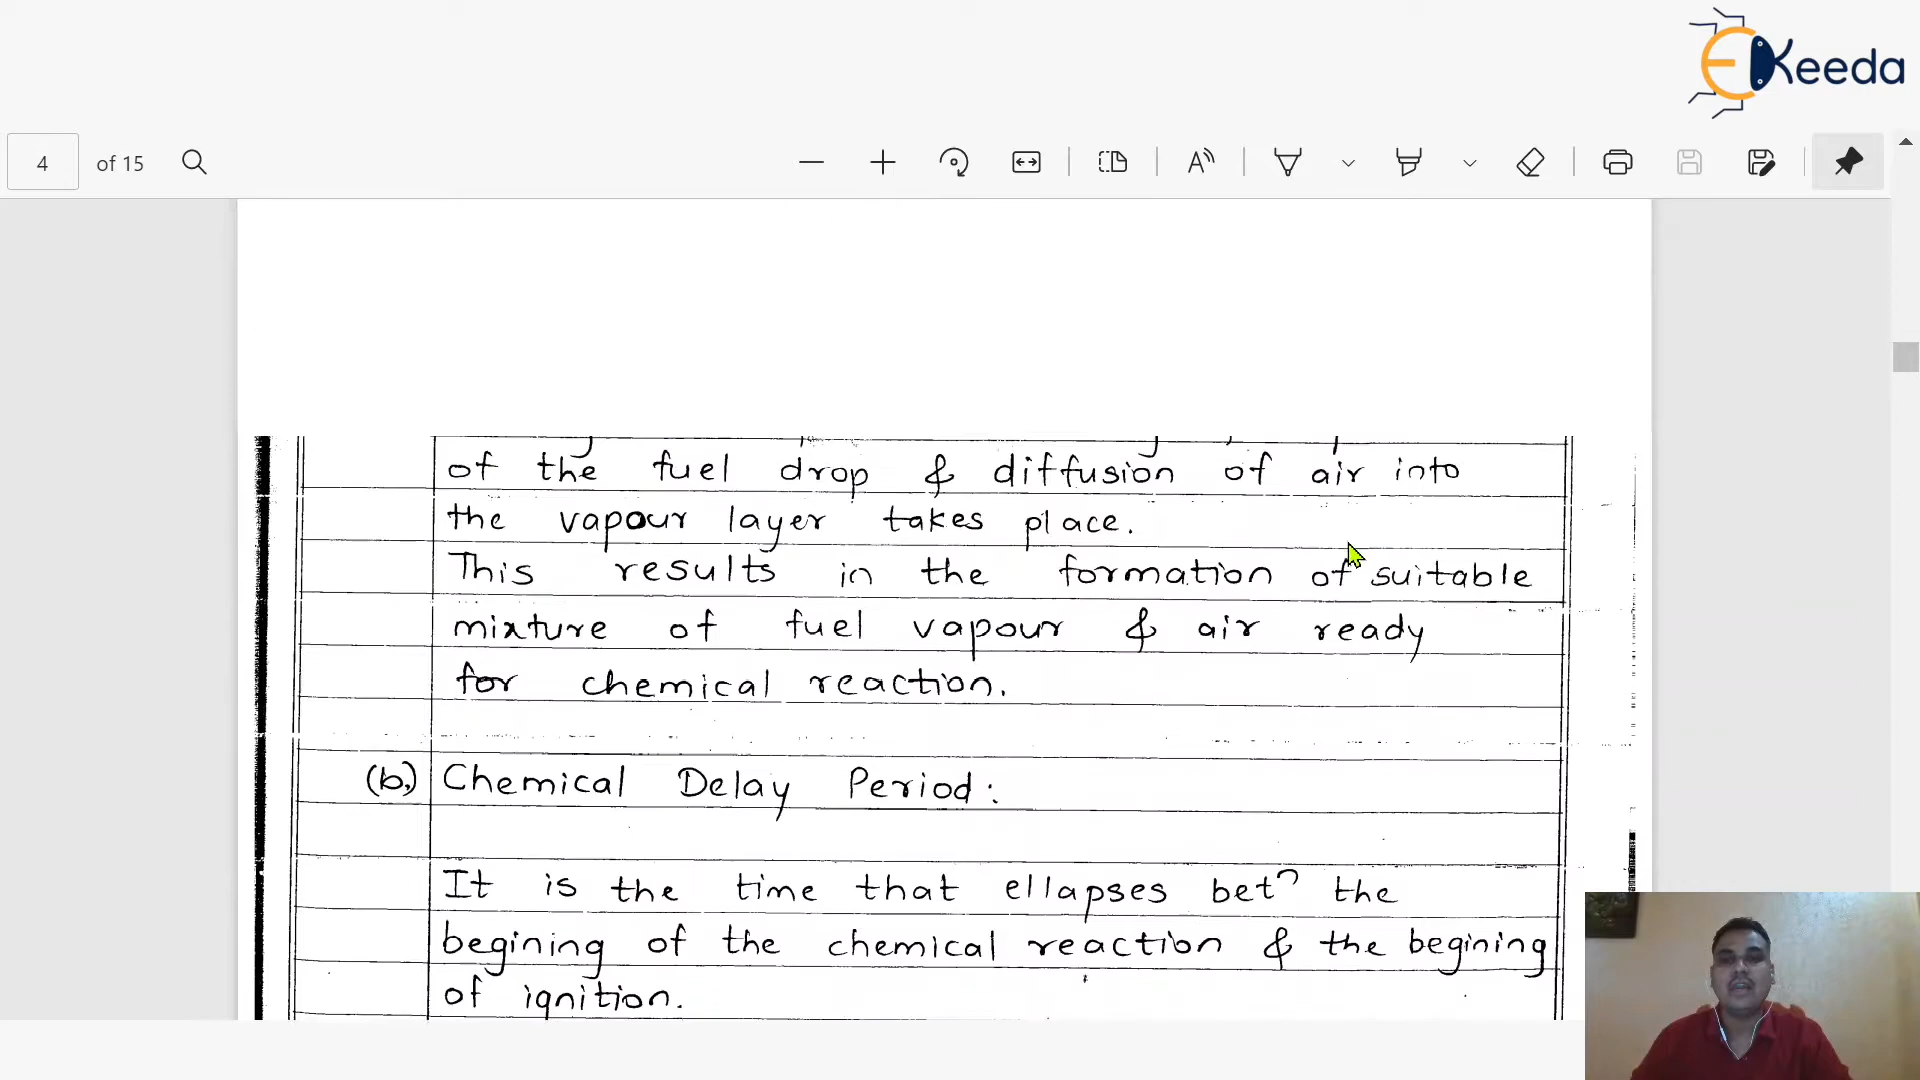 EKeeda
4 of 15
of the fuel drop & diffusion of air into
the vapour layer takes place.
This results in the formation of suitable
mixture of fuel vapour & air ready
for chemical reaction.
(b) Chemical Delay Period:
It is the time that ellapses betn the
begining of the chemical reaction & the begining
of ignition.